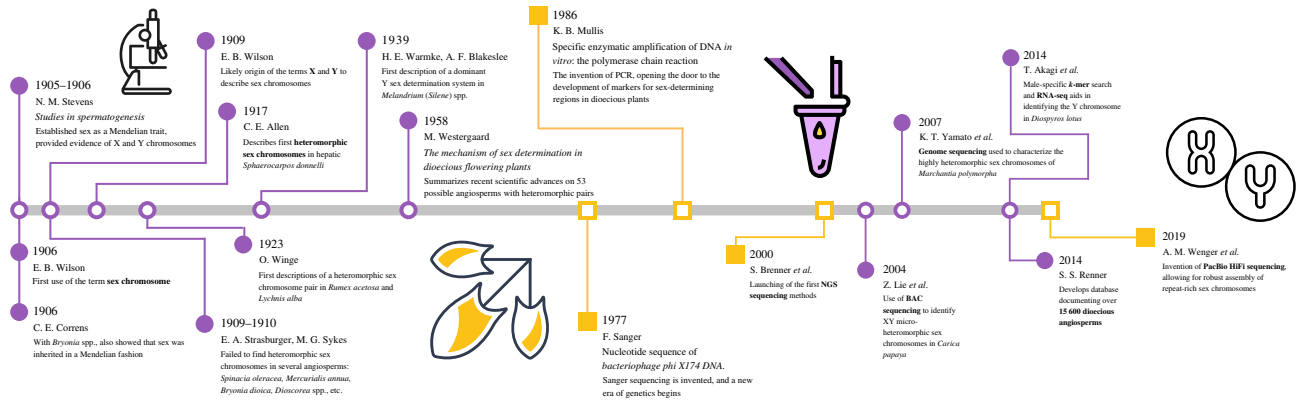 1905–1906
N. M. Stevens
Studies in spermatogenesis
Established sex as a Mendelian trait,
provided evidence of X and Y chromosomes
1906
E. B. Wilson
First use of the term sex chromosome
1906
C. E. Correns
With Bryonia spp., also showed that sex was
inherited in a Mendelian fashion
1909
E. B. Wilson
Likely origin of the terms X and Y to
describe sex chromosomes
1909–1910
E. A. Strasburger, M. G. Sykes
Failed to find heteromorphic sex
chromosomes in several angiosperms:
Spinacia oleracea, Mercurialis annua,
Bryonia dioica, Dioscorea spp., etc.
1917
C. E. Allen
Describes first heteromorphic
sex chromosomes in hepatic
Sphaerocarpos donnelli
1923
O. Winge
First descriptions of a heteromorphic sex
chromosome pair in Rumex acetosa and
Lychnis alba
1939
H. E. Warmke, A. F. Blakeslee
First description of a dominant
Y sex determination system in
Melandrium (Silene) spp.
1958
M. Westergaard
The mechanism of sex determination in
dioecious flowering plants
Summarizes recent scientific advances on 53
possible angiosperms with heteromorphic pairs
1977
F. Sanger
Nucleotide sequence of
bacteriophage phi X174 DNA.
Sanger sequencing is invented, and a new
era of genetics begins
1986
K. B. Mullis
Specific enzymatic amplification of DNA in
vitro: the polymerase chain reaction
The invention of PCR, opening the door to the
development of markers for sex-determining
regions in dioecious plants
2000
S. Brenner et al.
Launching of the first NGS
sequencing methods
2004
Z. Lie et al.
Use of BAC
sequencing to identify
XY micro-
heteromorphic sex
chromosomes in Carica
papaya
2007
K. T. Yamato et al.
Genome sequencing used to characterize the
highly heteromorphic sex chromosomes of
Marchantia polymorpha
2014
T. Akagi et al.
Male-specific k-mer search
and RNA-seq aids in
identifying the Y chromosome
in Diospyros lotus
2014
S. S. Renner
Develops database
documenting over
15 600 dioecious
angiosperms
2019
A. M. Wenger et al.
Invention of PacBio HiFi sequencing,
allowing for robust assembly of
repeat-rich sex chromosomes